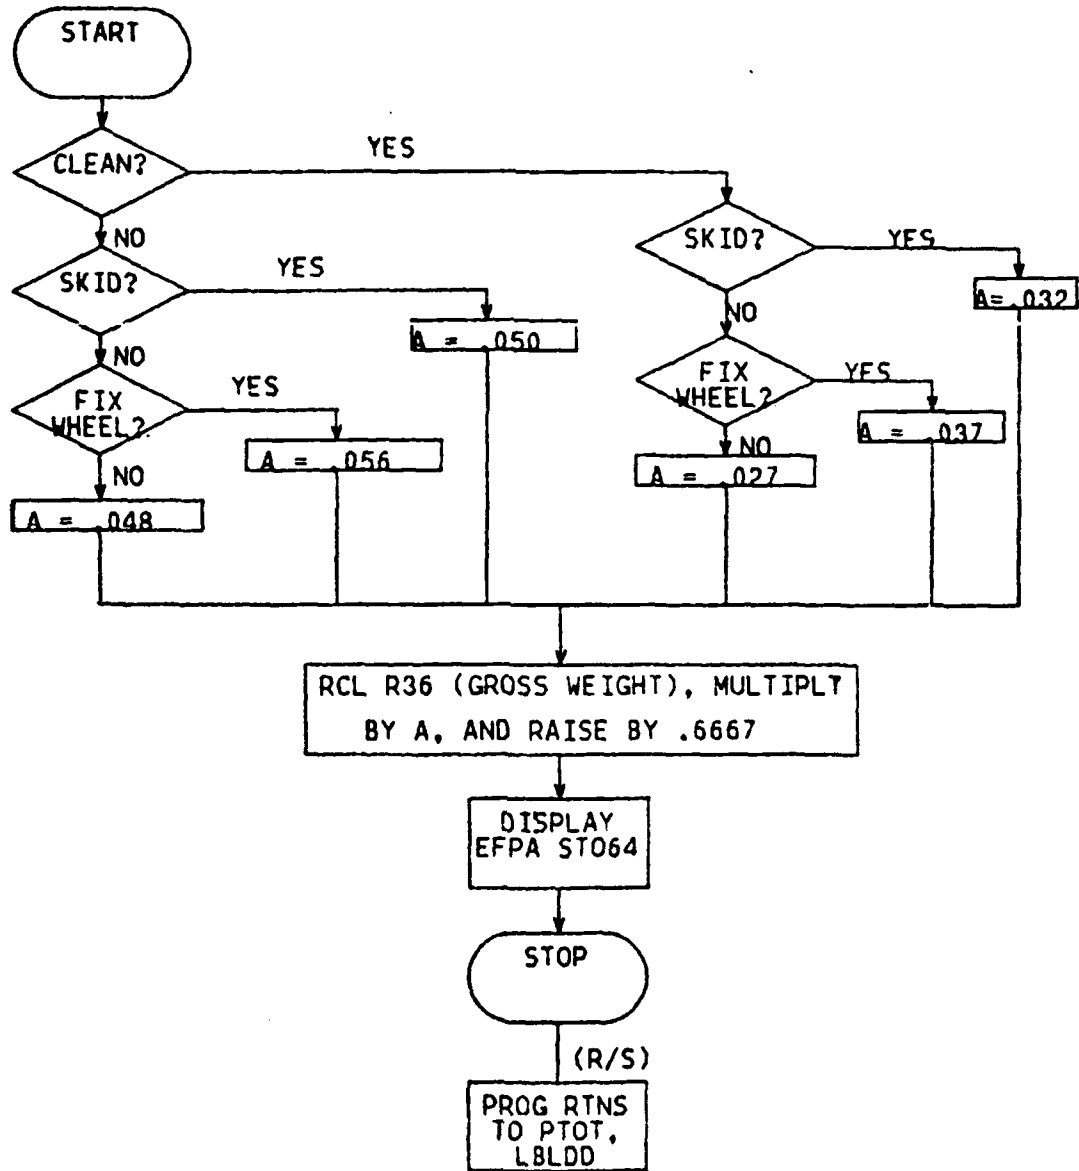 START
CLEAN?
YES
NO
SKID?
YES
NO
FIX
WHEEL?
YES
NO
A = .048
A = .056
A = .050
SKID?
YES
A= .032
NO
FIX
WHEEL?
YES
A = .037
NO
A = .027
RCL R36 (GROSS WEIGHT), MULTIPLT
BY A, AND RAISE BY .6667
DISPLAY
EFPA STO64
STOP
(R/S)
PROG RTNS
TO PTOT,
LBLDD